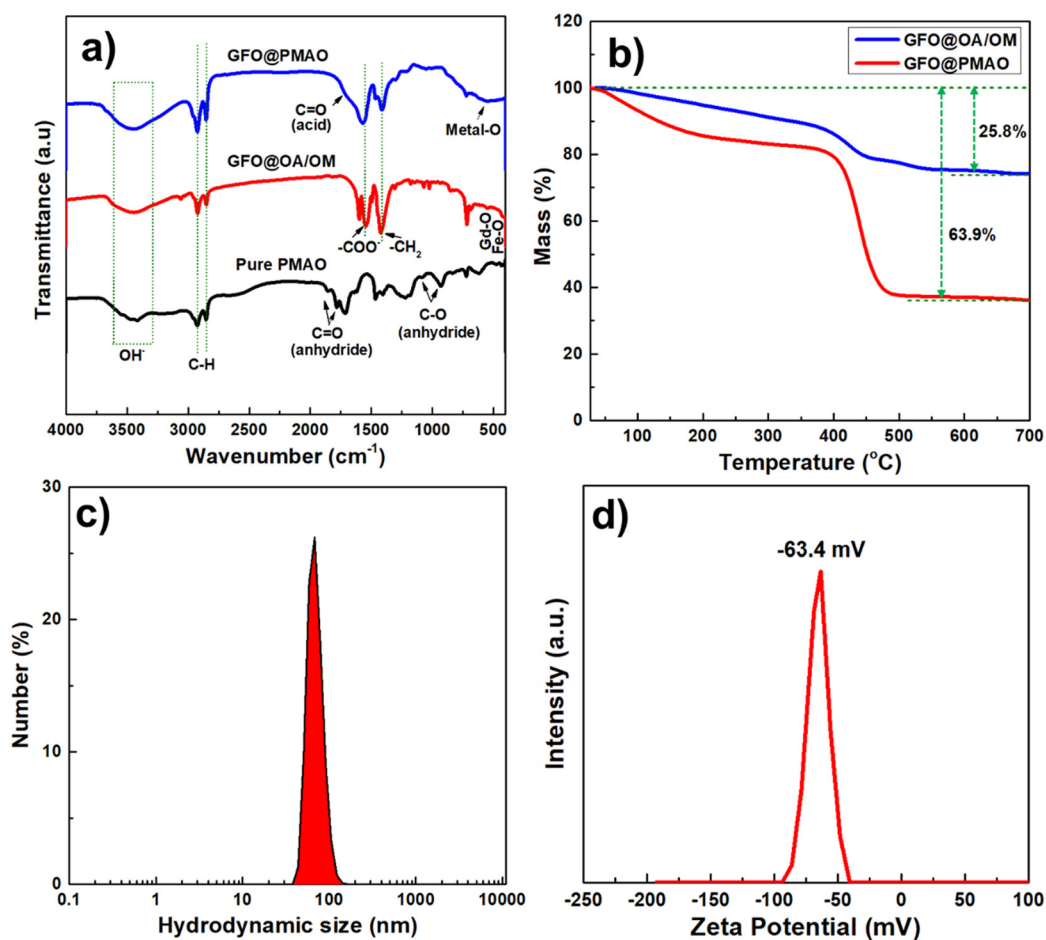 a)
GFO@PMAO
C=O
(acid)
Metal-O
GFO@OA/OM
-COO⁻
-CH₂
Gd-O
Fe-O
Pure PMAO
C=O
(anhydride)
C-O
(anhydride)
OH⁻
C-H
Transmittance (a.u)
4000 3500 3000 2500 2000 1500 1000 500
Wavenumber (cm⁻¹)
b)
GFO@OA/OM
GFO@PMAO
25.8%
63.9%
Mass (%)
120
100
80
60
40
20
0
100 200 300 400 500 600 700
Temperature (°C)
c)
Number (%)
30
20
10
0
0.1 1 10 100 1000 10000
Hydrodynamic size (nm)
d)
-63.4 mV
Intensity (a.u.)
-250 -200 -150 -100 -50 0 50 100
Zeta Potential (mV)